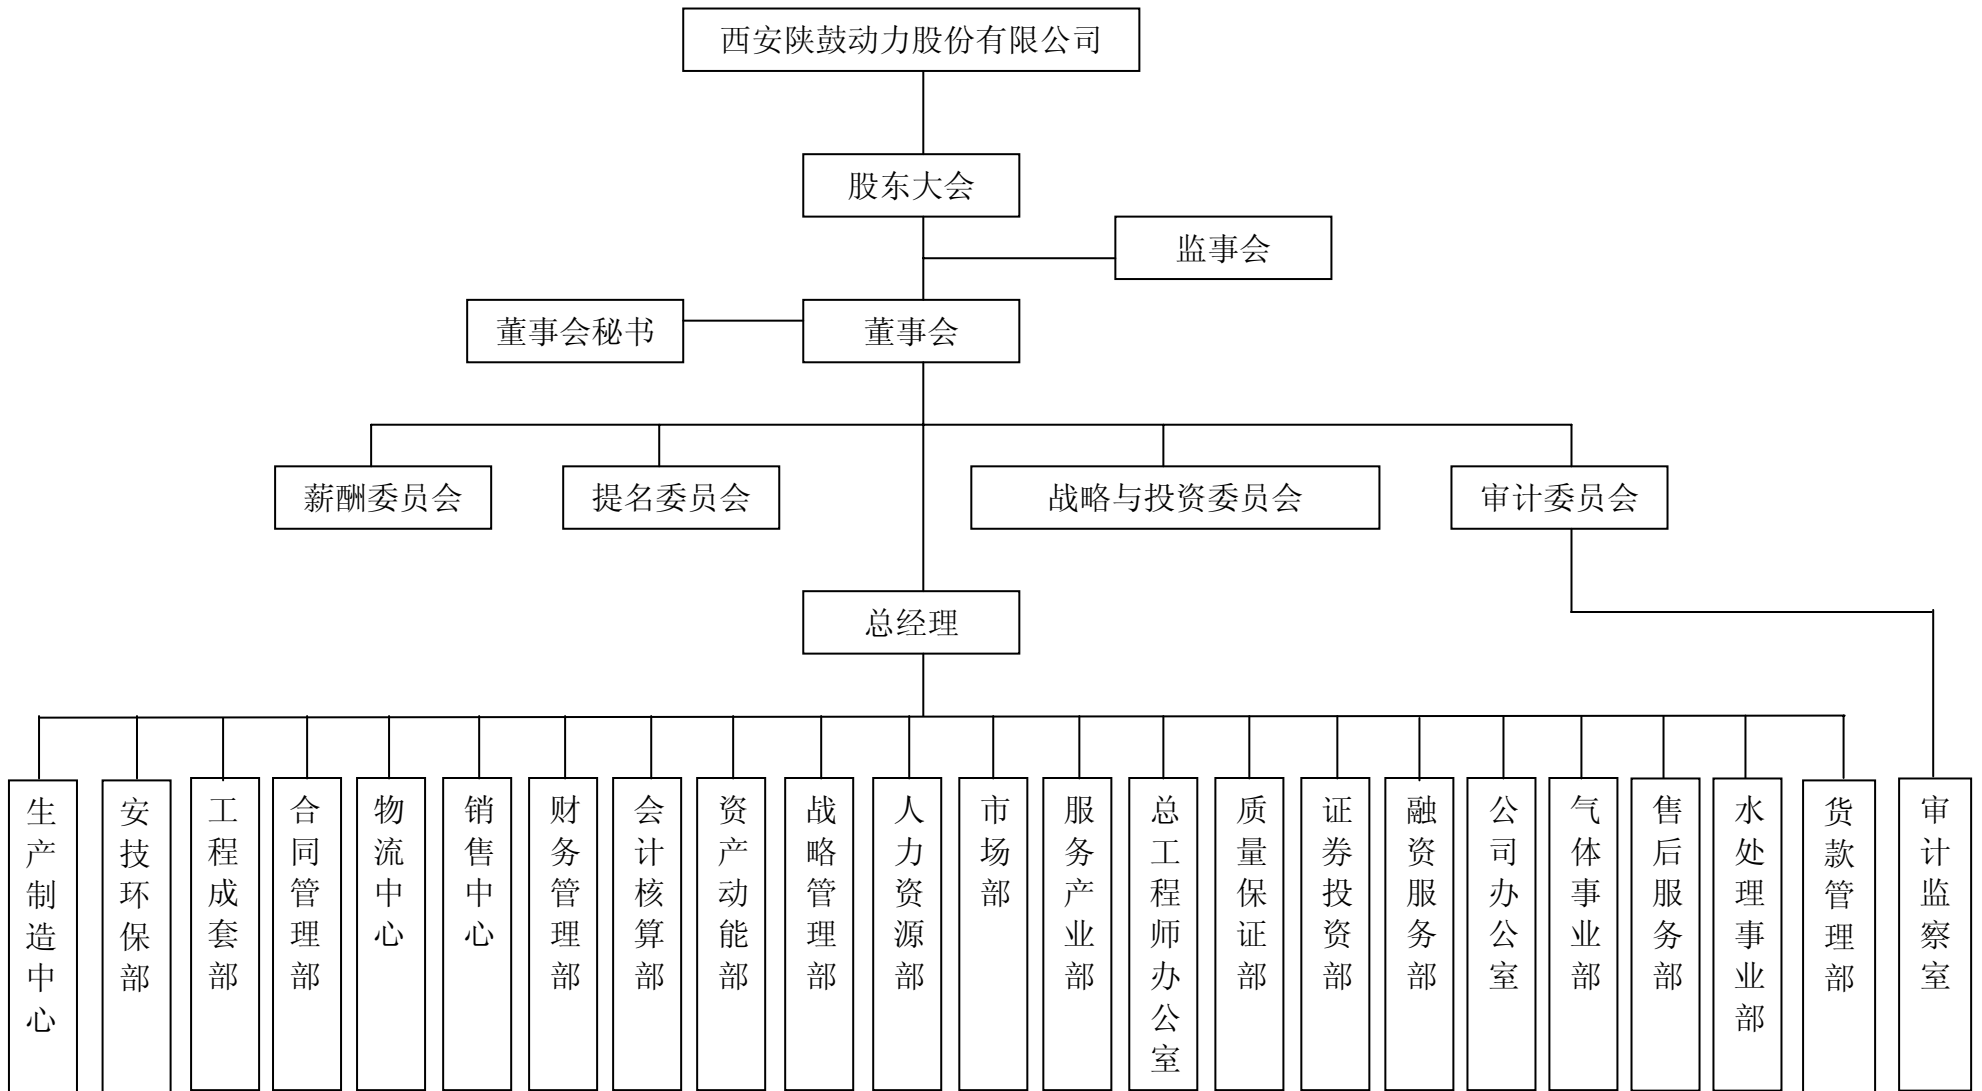 西安陕鼓动力股份有限公司
股东大会
监事会
董事会秘书
董事会
薪酬委员会
提名委员会
战略与投资委员会
审计委员会
总经理
生产制造中心
安技环保部
工程成套部
合同管理部
物流中心
销售中心
财务管理部
会计核算部
资产动能部
战略管理部
人力资源部
市场部
服务产业部
总工程师办公室
质量保证部
证券投资部
融资服务部
公司办公室
气体事业部
售后服务部
水处理事业部
货款管理部
审计监察室